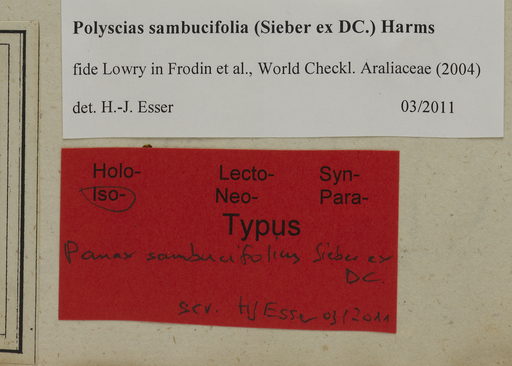 Polyscias sambucifolia (Sieber ex DC.) Harms
fide Lowry in Frodin et al., World Checkl. Araliaceae (2004)
det. H.-J. Esser 03/2011
Holo- Lecto- Syn-
Iso- Neo- Para-
Typus
Panax sambucifolius Sieber ex
DC.
scr. HJEsser 03/2011